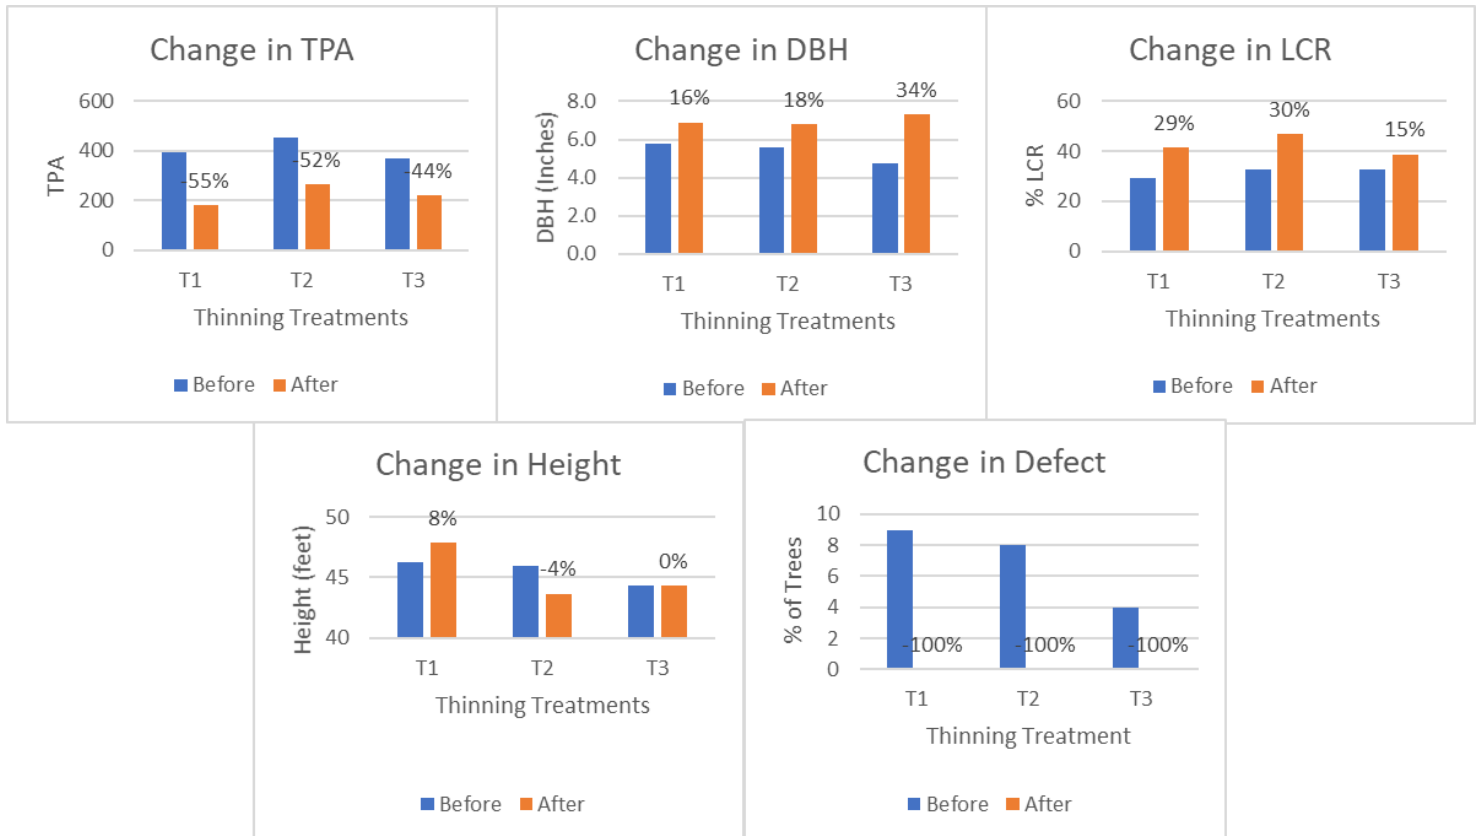 Change in TPA
600
400
200
0
TPA
-55%
-52%
-44%
T1 T2 T3
Thinning Treatments
Before After
Change in DBH
8.0
6.0
4.0
2.0
0.0
DBH (Inches)
16%
18%
34%
T1 T2 T3
Thinning Treatments
Before After
Change in LCR
60
40
20
0
% LCR
29%
30%
15%
T1 T2 T3
Thinning Treatments
Before After
Change in Height
50
45
40
Height (feet)
8%
-4%
0%
T1 T2 T3
Thinning Treatments
Before After
Change in Defect
10
8
6
4
2
0
% of Trees
-100% -100% -100%
T1 T2 T3
Thinning Treatment
Before After